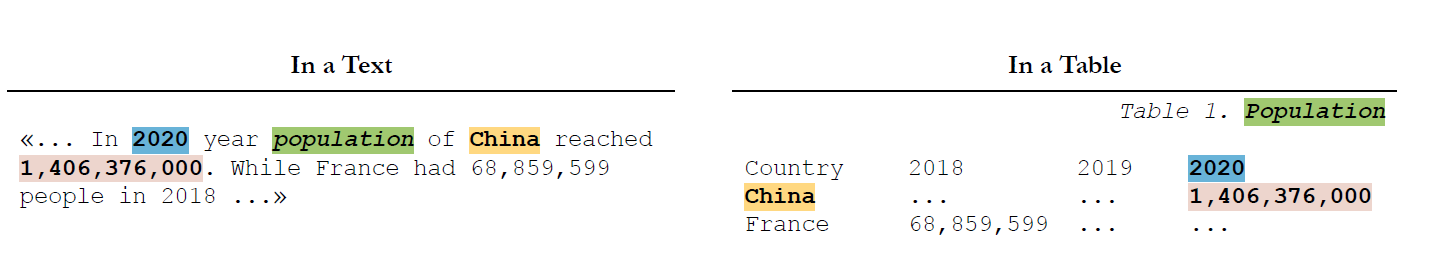 In a Text
«... In 2020 year population of China reached
1,406,376,000. While France had 68,859,599
people in 2018 ...»
In a Table
Table 1. Population
Country 2018 2019 2020
China ... ... 1,406,376,000
France 68,859,599 ... ...